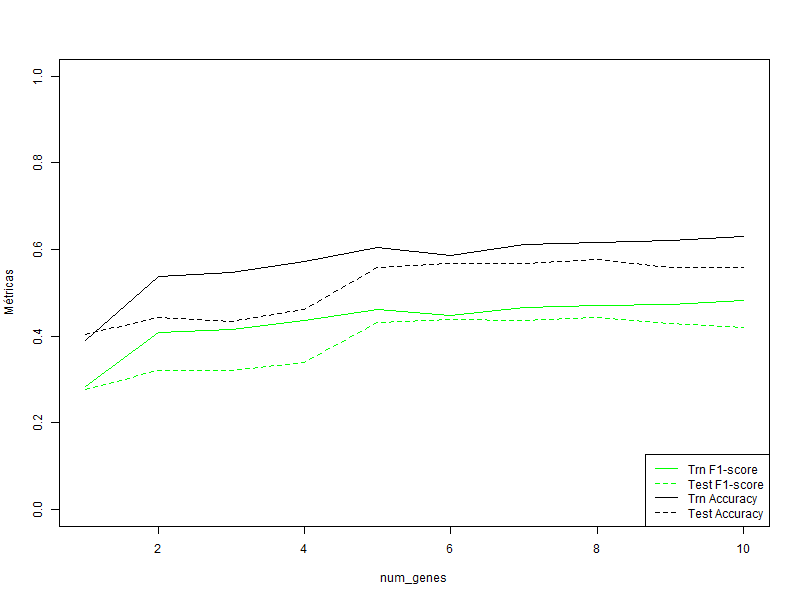 1.0
0.8
0.6
0.4
0.2
0.0
Métricas
2 4 6 8 10
num_genes
Trn F1-score
Test F1-score
Trn Accuracy
Test Accuracy